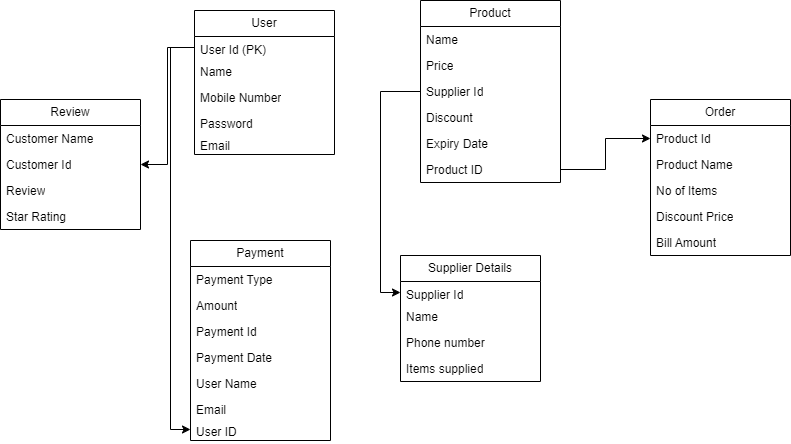 User
User Id (PK)
Name
Mobile Number
Password
Email
Product
Name
Price
Supplier Id
Discount
Expiry Date
Product ID
Review
Customer Name
Customer Id
Review
Star Rating
Order
Product Id
Product Name
No of Items
Discount Price
Bill Amount
Payment
Payment Type
Amount
Payment Id
Payment Date
User Name
Email
User ID
Supplier Details
Supplier Id
Name
Phone number
Items supplied